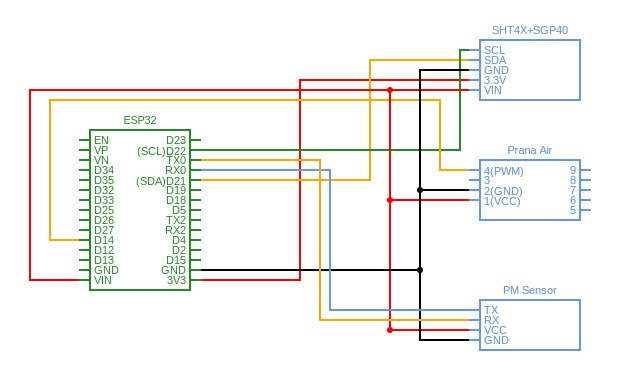 SHT4X+SGP40
SCL
SDA
GND
3.3V
VIN
ESP32
EN D23
VP (SCL)D22
VN TX0
D34 RX0
D35 (SDA)D21
D32 D19
D33 D18
D25 D5
D26 TX2
D27 RX2
D14 D4
D12 D2
D13 D15
GND GND
VIN 3V3
Prana Air
4(PWM) 9
3 8
2(GND) 7
1(VCC) 6
5
PM Sensor
TX
RX
VCC
GND